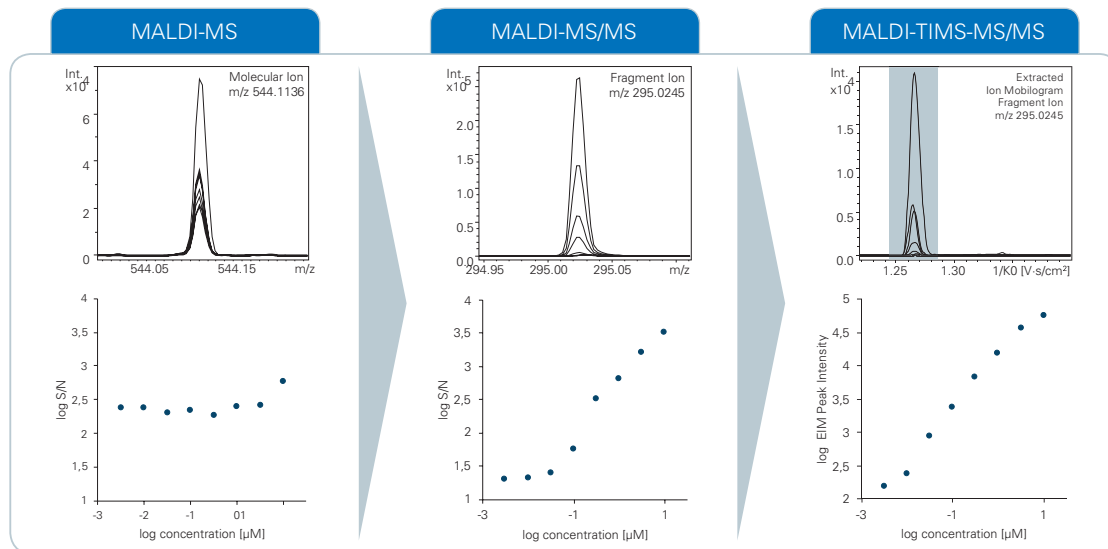 MALDI-MS
MALDI-MS/MS
MALDI-TIMS-MS/MS
Int.
x10
4
Molecular Ion
m/z 544.1136
8
6
4
2
0
544.05
544.15
m/z
4
3,5
3
2,5
2
1,5
1
log S/N
-3
-2
-1
01
log concentration [µM]
Int.
x10
5
Fragment Ion
m/z 295.0245
2.5
2.0
1.5
1.0
0.5
0.0
294.95
295.00
295.05
m/z
4
3,5
3
2,5
2
1,5
1
log S/N
-3
-1
1
log concentration [µM]
Int.
x10
4
Extracted
Ion Mobilogram
Fragment Ion
m/z 295.0245
1.5
1.0
0.5
0.0
1.25
1.30
1/K0 [V·s/cm²]
5
4,5
4
3,5
3
2,5
2
log EIM Peak Intensity
-3
-1
1
log concentration [µM]